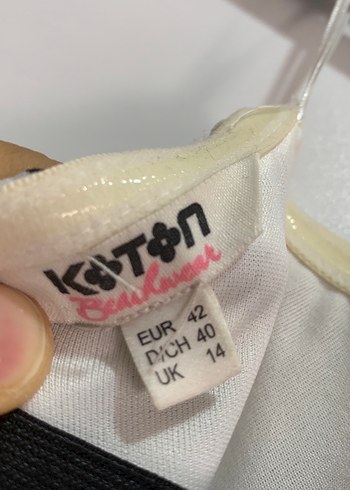 KOTON
Beachwear
EUR 42
D/CH 40
UK 14